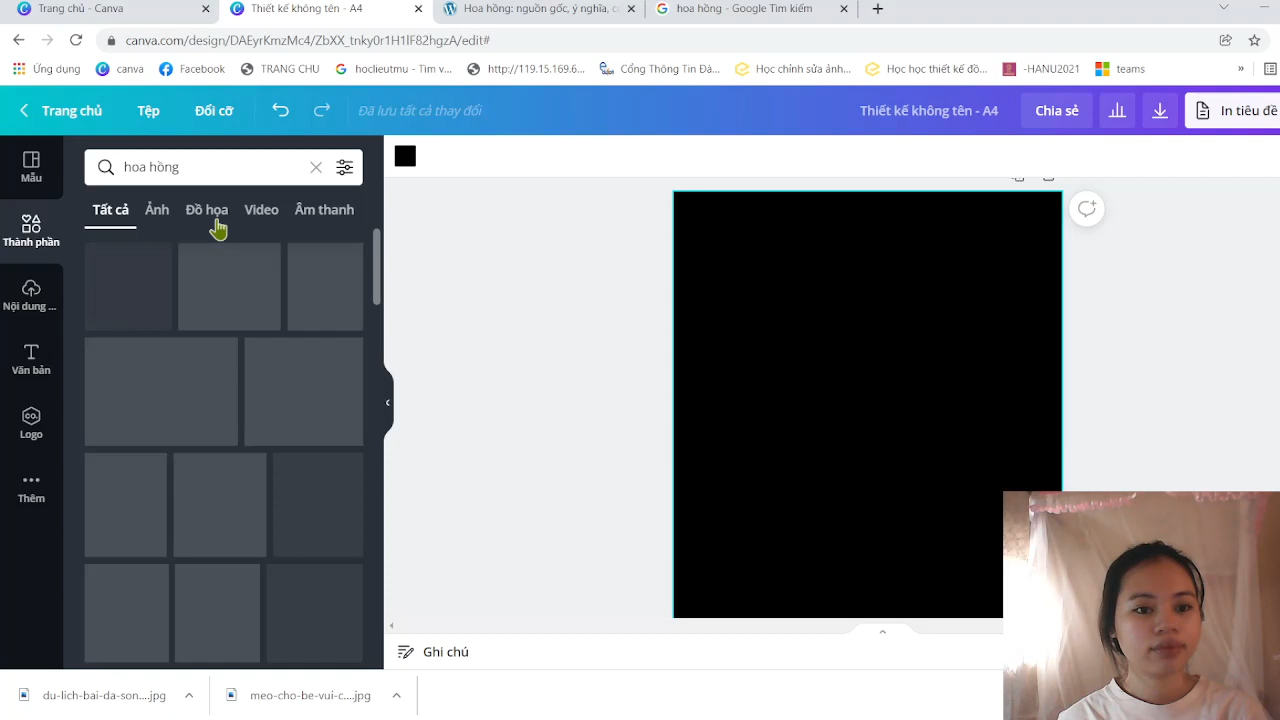 Trang chủ - Canva
Thiết kế không tên - A4
Hoa hồng: nguồn gốc, ý nghĩa, cá
hoa hồng - Google Tìm kiếm
canva.com/design/DAEyrKmzMc4/ZbXX_tnky0r1H1lF82hgzA/edit#
Ứng dụng
canva
Facebook
TRANG CHU
hoclieutmu - Tìm v...
http://119.15.169.6...
Cổng Thông Tin Đà...
Học chỉnh sửa ảnh...
Học học thiết kế đồ...
-HANU2021
teams
»
Trang chủ
Tệp
Đổi cỡ
Đã lưu tất cả thay đổi
Thiết kế không tên - A4
Chia sẻ
In tiêu đề
Mẫu
Thành phần
Nội dung ...
Văn bản
Logo
Thêm
hoa hồng
Tất cả
Ảnh
Đồ họa
Video
Âm thanh
Ghi chú
du-lich-bai-da-son....jpg
meo-cho-be-vui-c....jpg